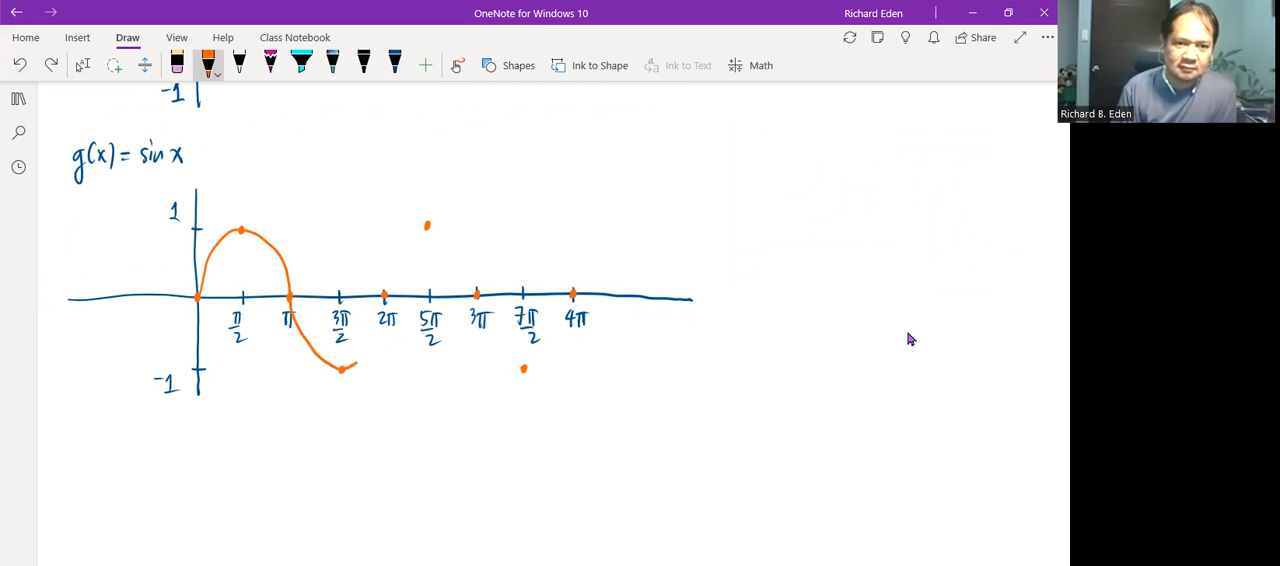 OneNote for Windows 10
Richard Eden
Home Insert Draw View Help Class Notebook
Share
Shapes Ink to Shape Ink to Text Math
Richard B. Eden
-1
g(x) = sin x
1
π/2 π 3π/2 2π 5π/2 3π 7π/2 4π
-1